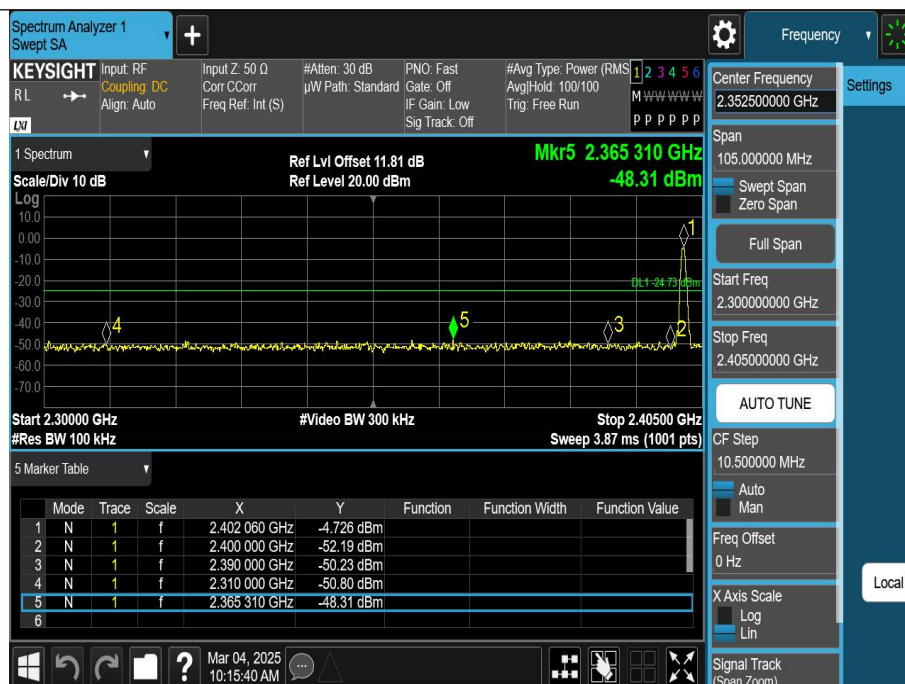 Spectrum Analyzer 1
Swept SA
+
Frequency
KEYSIGHT
RL
LXI
Input: RF
Coupling: DC
Align: Auto
Input Z: 50 Ω
Corr CCorr
Freq Ref: Int (S)
#Atten: 30 dB
µW Path: Standard
PNO: Fast
Gate: Off
IF Gain: Low
Sig Track: Off
#Avg Type: Power (RMS
Avg|Hold: 100/100
Trig: Free Run
1 2 3 4 5 6
M W W W W W
P P P P P P
1 Spectrum
Scale/Div 10 dB
Ref Lvl Offset 11.81 dB
Ref Level 20.00 dBm
Mkr5 2.365 310 GHz
-48.31 dBm
Log
10.0
0.00
-10.0
-20.0
-30.0
-40.0
-50.0
-60.0
-70.0
1
DL1 -24.73 dBm
4
5
3
2
Start 2.30000 GHz
#Video BW 300 kHz
Stop 2.40500 GHz
#Res BW 100 kHz
Sweep 3.87 ms (1001 pts)
5 Marker Table
Mode Trace Scale X Y Function Function Width Function Value
1 N 1 f 2.402 060 GHz -4.726 dBm
2 N 1 f 2.400 000 GHz -52.19 dBm
3 N 1 f 2.390 000 GHz -50.23 dBm
4 N 1 f 2.310 000 GHz -50.80 dBm
5 N 1 f 2.365 310 GHz -48.31 dBm
6
?
Mar 04, 2025
10:15:40 AM
Center Frequency
2.352500000 GHz
Span
105.000000 MHz
Swept Span
Zero Span
Full Span
Start Freq
2.300000000 GHz
Stop Freq
2.405000000 GHz
AUTO TUNE
CF Step
10.500000 MHz
Auto
Man
Freq Offset
0 Hz
X Axis Scale
Log
Lin
Signal Track
(Span Zoom)
Settings
Local